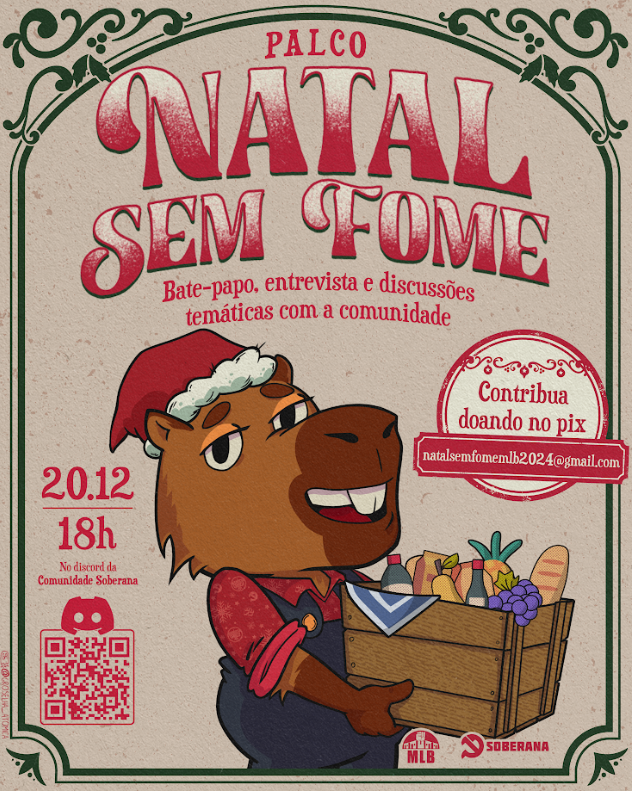 PALCO
NATAL
SEM FOME
Bate-papo, entrevista e discussões
temáticas com a comunidade
Contribua
doando no pix
natalsemfomemlb2024@gmail.com
20.12
18h
No discord da
Comunidade Soberana
MLB
SOBERANA